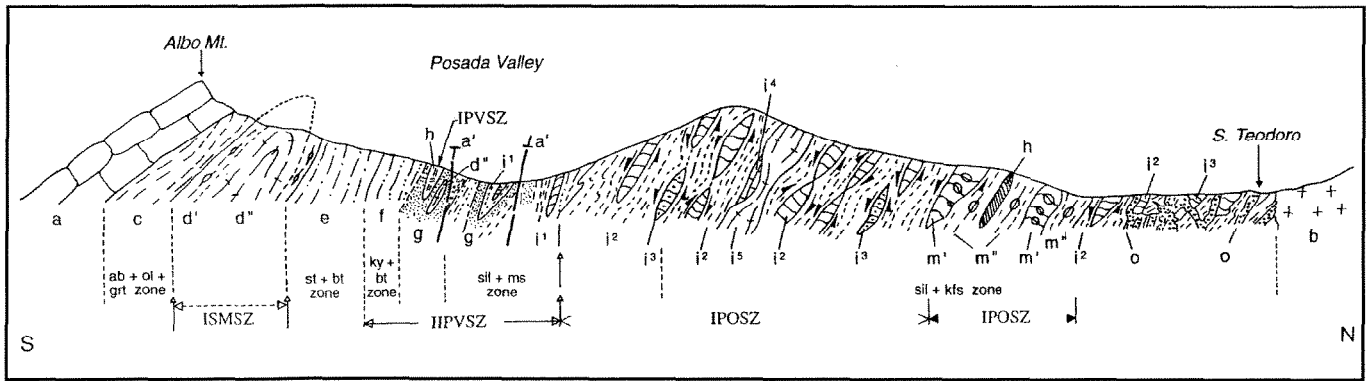 Albo Mt.
Posada Valley
IPVSZ
h
a'
d"
i¹
a'
i⁴
h
S. Teodoro
i²
i³
a
c
d'
d"
e
f
g
g
i¹
i²
i³
i²
i⁵
i²
i³
m'
m"
m'
m"
i²
o
o
b
ab + ol +
grt zone
st + bt
zone
ky +
bt
zone
sil + ms
zone
sil + kfs zone
ISMSZ
IIPVSZ
IPOSZ
IPOSZ
S
N